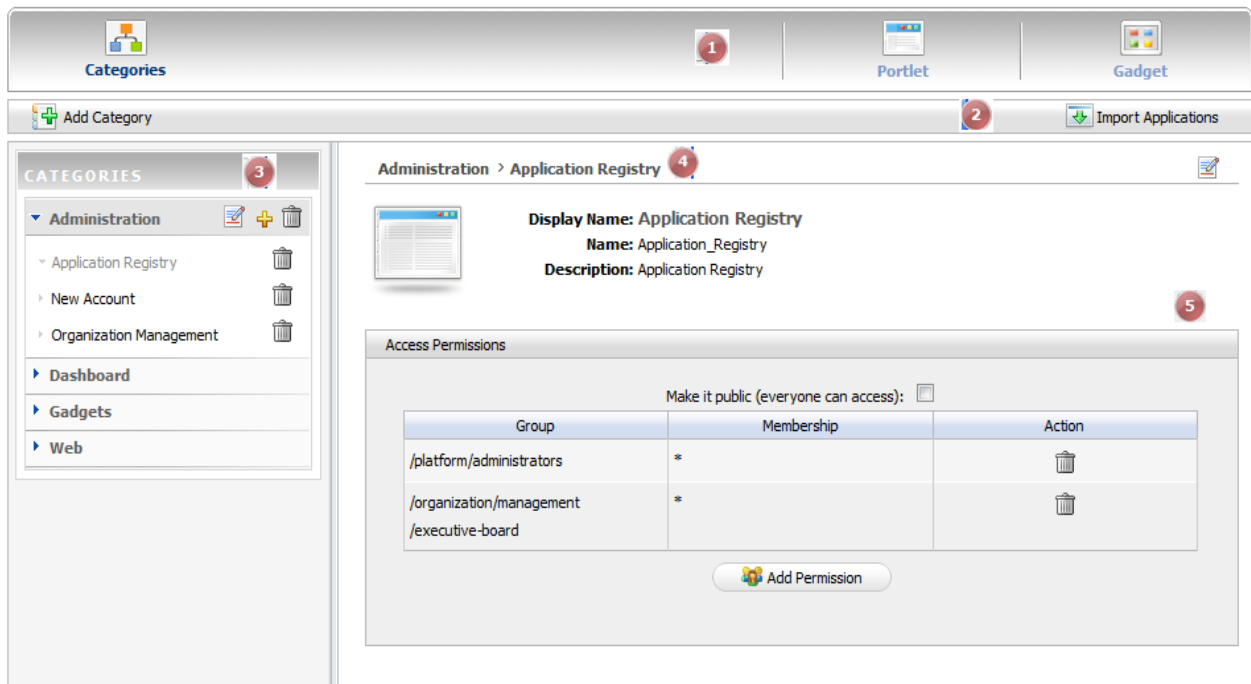 1
Categories
Portlet
Gadget
Add Category
2
Import Applications
CATEGORIES
3
Administration
Application Registry
New Account
Organization Management
Dashboard
Gadgets
Web
Administration > Application Registry
4
Display Name: Application Registry
Name: Application_Registry
Description: Application Registry
5
Access Permissions
Make it public (everyone can access):
Group
Membership
Action
/platform/administrators
*
/organization/management
*
/executive-board
Add Permission